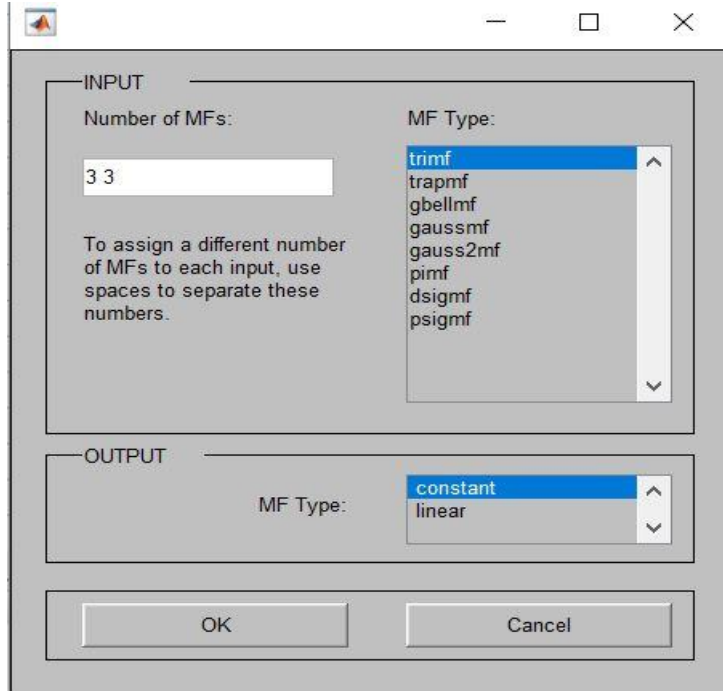 INPUT
Number of MFs:
3 3
To assign a different number
of MFs to each input, use
spaces to separate these
numbers.
MF Type:
trimf
trapmf
gbellmf
gaussmf
gauss2mf
pimf
dsigmf
psigmf
OUTPUT
MF Type:
constant
linear
OK
Cancel